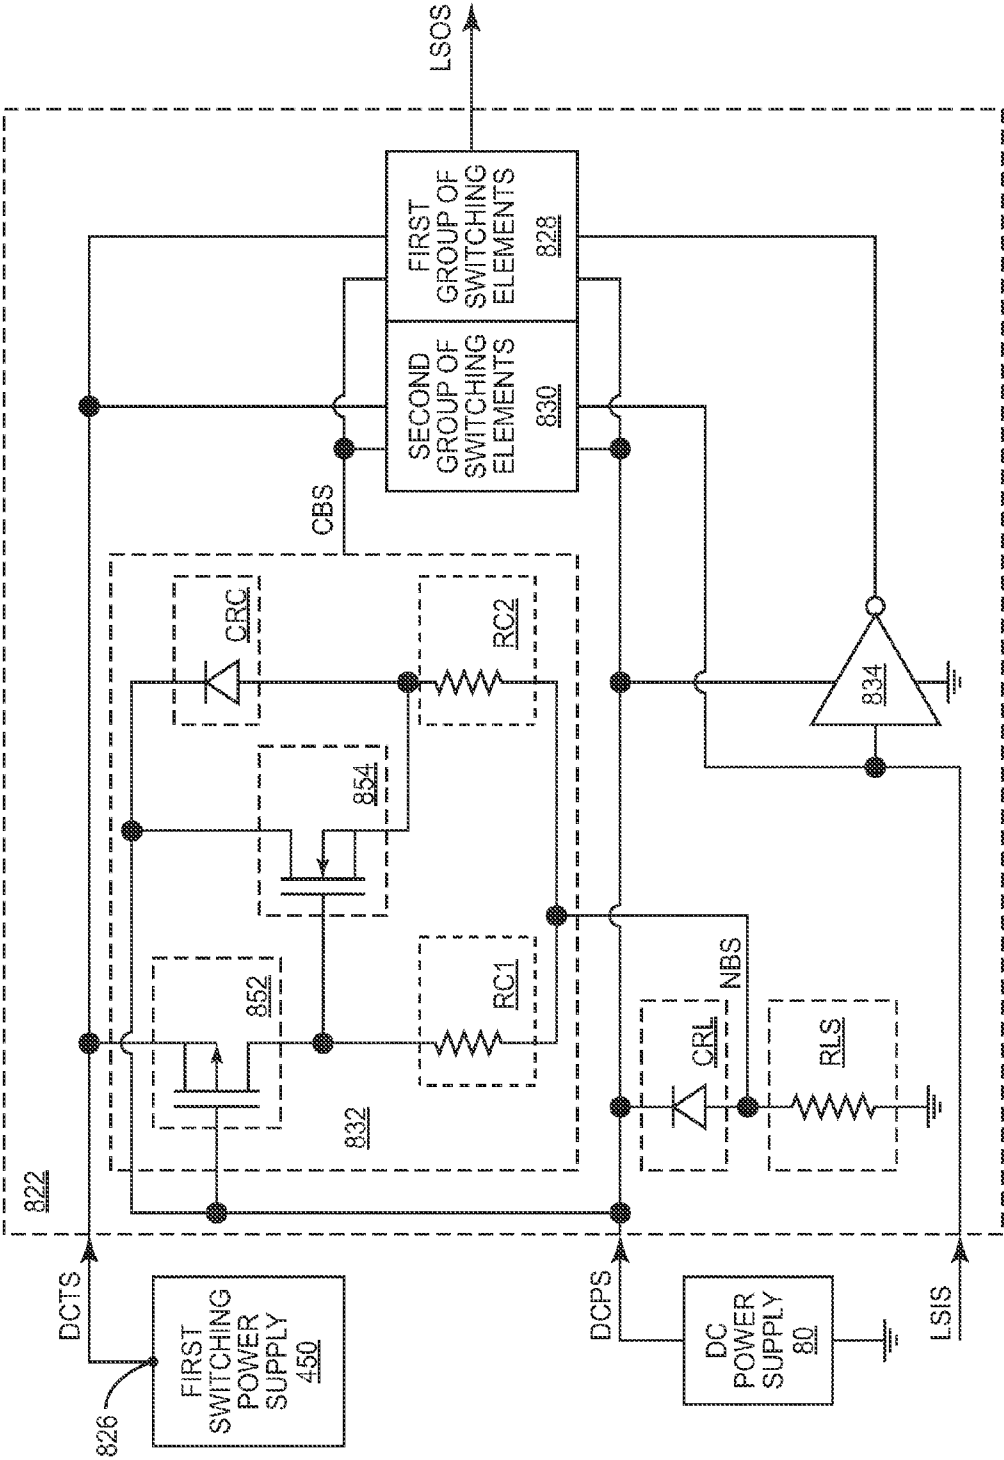 822
DCTS
826
FIRST
SWITCHING
POWER
SUPPLY
450
DCPS
DC
POWER
SUPPLY
80
LSIS
832
852
854
CRC
RC1
RC2
CBS
NBS
CRL
RLS
834
SECOND
GROUP OF
SWITCHING
ELEMENTS
830
FIRST
GROUP OF
SWITCHING
ELEMENTS
828
LSOS